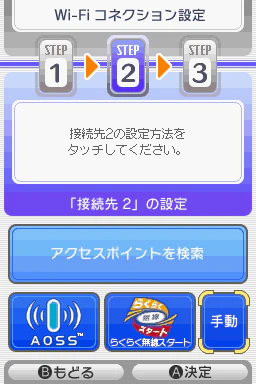 Wi-Fi コネクション設定
STEP 1
STEP 2
STEP 3
接続先2の設定方法を
タッチしてください。
「接続先 2」の設定
アクセスポイントを検索
AOSS™
らくらく
無線
スタート
らくらく無線スタート
手動
Ⓑもどる
Ⓐ決定